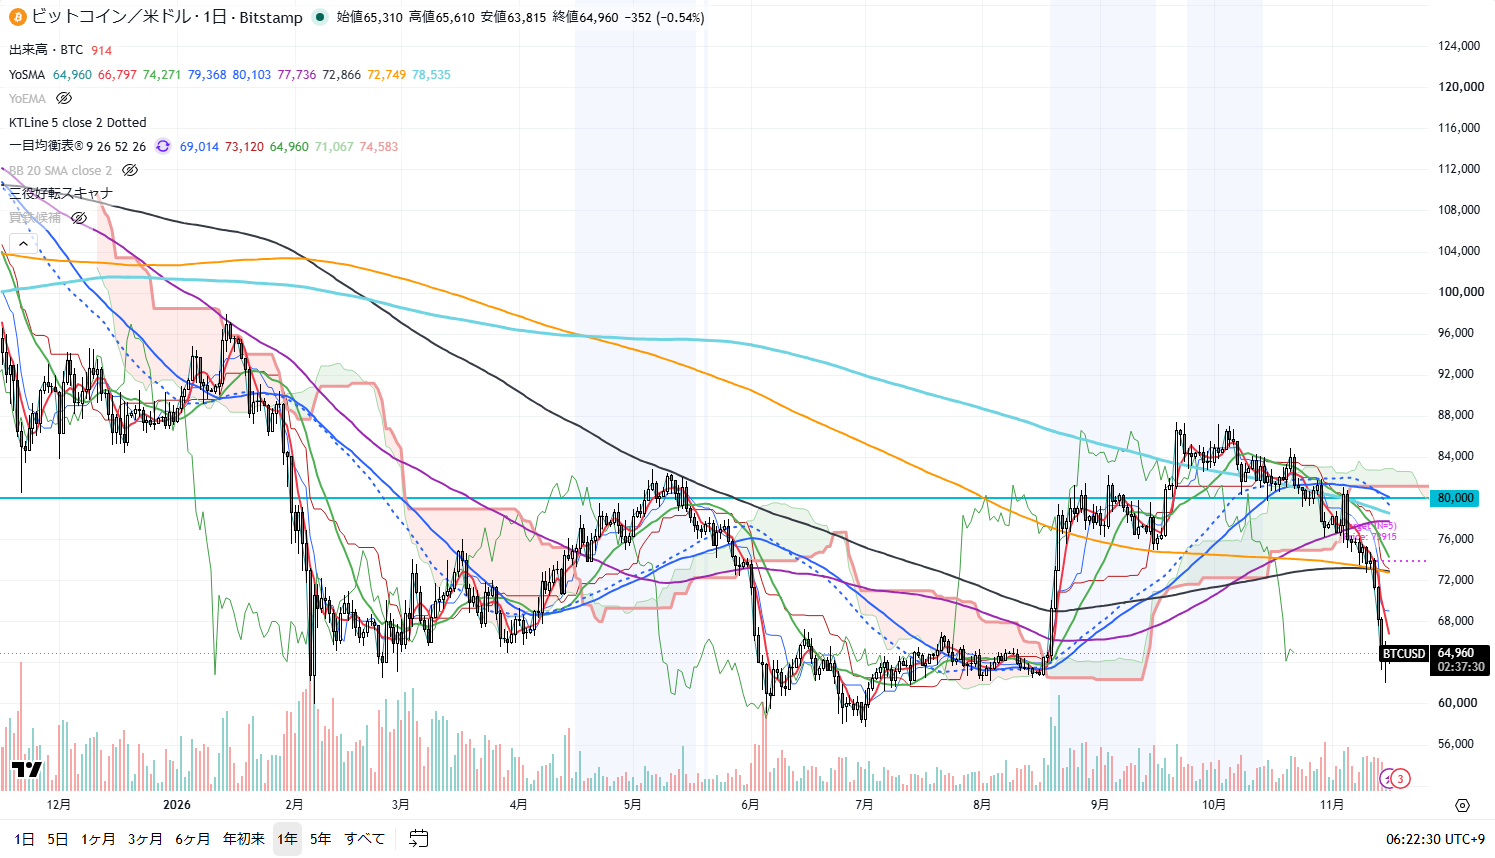 ビットコイン／米ドル · 1日 · Bitstamp 始値65,310 高値65,610 安値63,815 終値64,960 −352 (−0.54%)
出来高 · BTC 914
YoSMA 64,960 66,797 74,271 79,368 80,103 77,736 72,866 72,749 78,535
YoEMA
KTLine 5 close 2 Dotted
一目均衡表® 9 26 52 26 69,014 73,120 64,960 71,067 74,583
BB 20 SMA close 2
三役好転スキャナ
買鉄候補
124,000
120,000
116,000
112,000
108,000
104,000
100,000
96,000
92,000
88,000
84,000
80,000
(N=5)
76,000
72,000
68,000
BTCUSD 64,960
02:37:30
60,000
56,000
3
12月 2026 2月 3月 4月 5月 6月 7月 8月 9月 10月 11月
1日 5日 1ヶ月 3ヶ月 6ヶ月 年初来 1年 5年 すべて 06:22:30 UTC+9